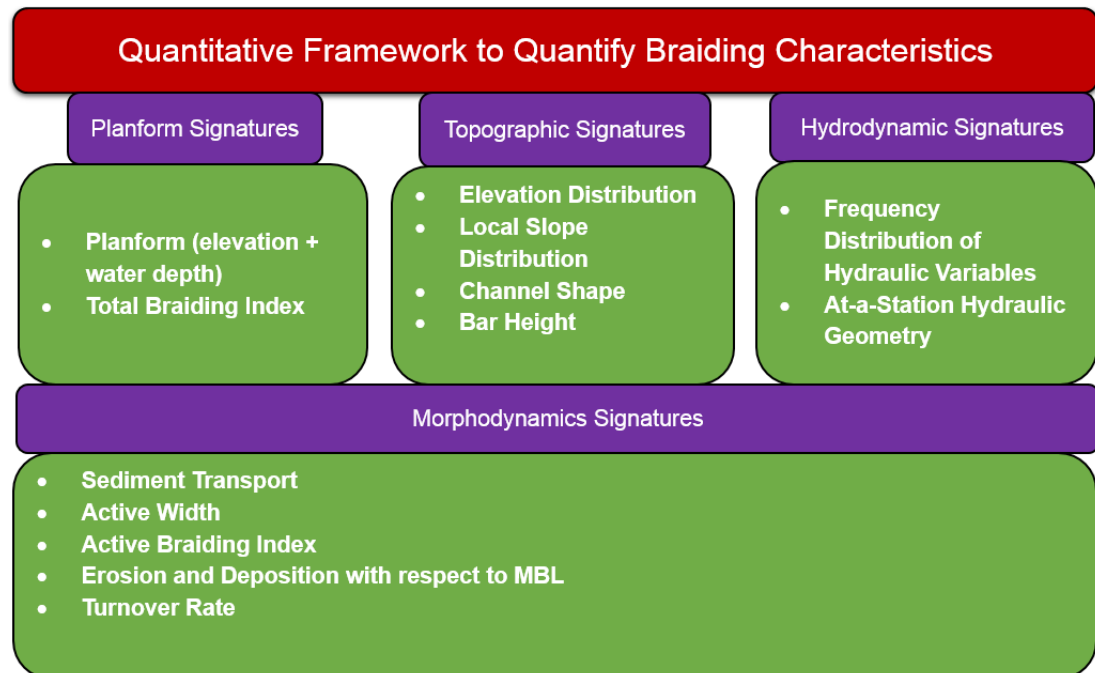 Quantitative Framework to Quantify Braiding Characteristics
Planform Signatures
• Planform (elevation +
water depth)
• Total Braiding Index
Topographic Signatures
• Elevation Distribution
• Local Slope
Distribution
• Channel Shape
• Bar Height
Hydrodynamic Signatures
• Frequency
Distribution of
Hydraulic Variables
• At-a-Station Hydraulic
Geometry
Morphodynamics Signatures
• Sediment Transport
• Active Width
• Active Braiding Index
• Erosion and Deposition with respect to MBL
• Turnover Rate